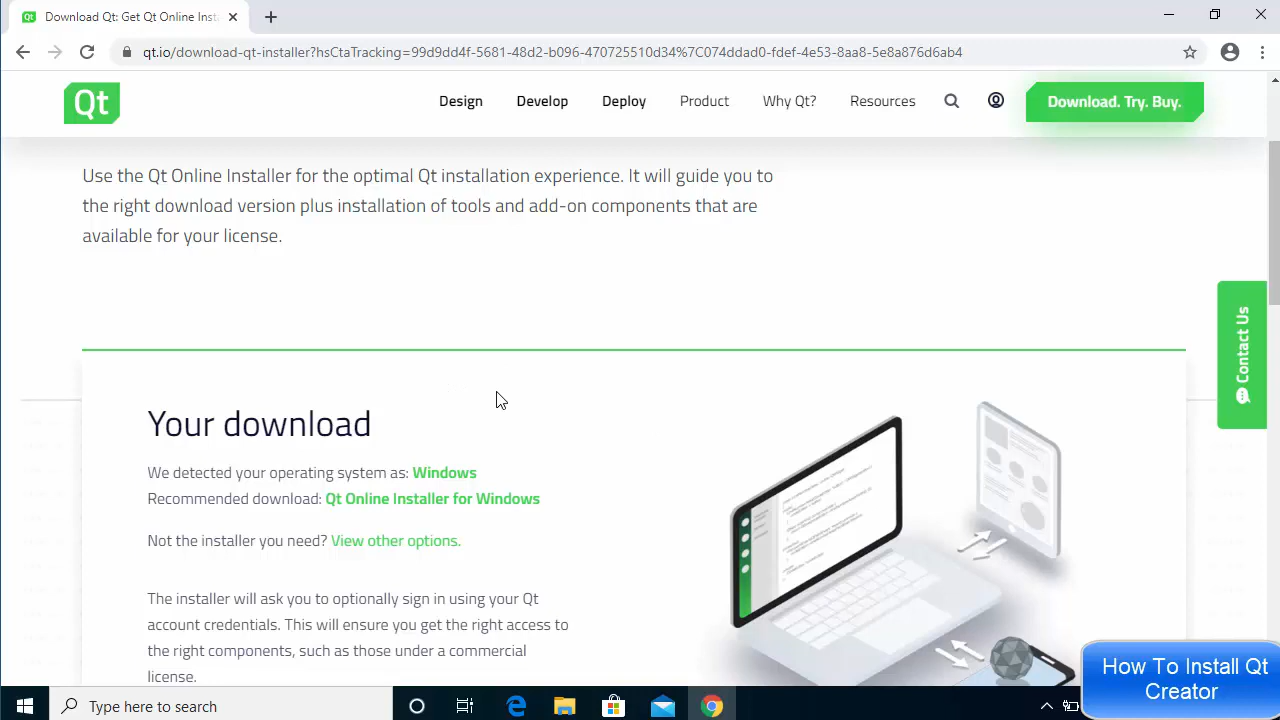 Download Qt: Get Qt Online Inst
qt.io/download-qt-installer?hsCtaTracking=99d9dd4f-5681-48d2-b096-470725510d34%7C074ddad0-fdef-4e53-8aa8-5e8a876d6ab4
Qt
Design
Develop
Deploy
Product
Why Qt?
Resources
Download. Try. Buy.
Use the Qt Online Installer for the optimal Qt installation experience. It will guide you to
the right download version plus installation of tools and add-on components that are
available for your license.
Contact Us
Your download
We detected your operating system as: Windows
Recommended download: Qt Online Installer for Windows
Not the installer you need? View other options.
The installer will ask you to optionally sign in using your Qt
account credentials. This will ensure you get the right access to
the right components, such as those under a commercial
license.
How To Install Qt
Creator
Type here to search